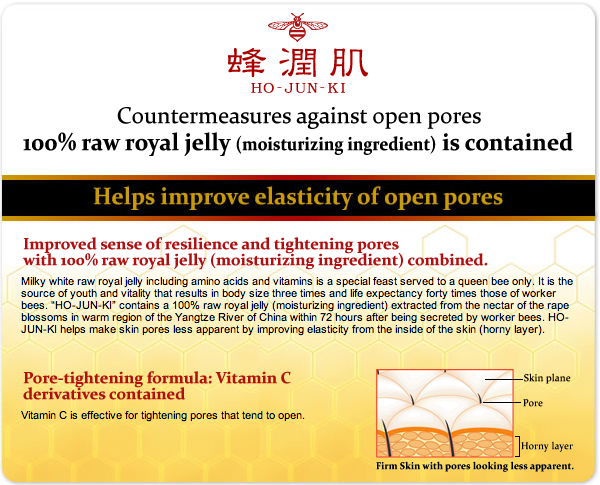 蜂潤肌
HO-JUN-KI
Countermeasures against open pores
100% raw royal jelly (moisturizing ingredient) is contained
Helps improve elasticity of open pores
Improved sense of resilience and tightening pores
with 100% raw royal jelly (moisturizing ingredient) combined.
Milky white raw royal jelly including amino acids and vitamins is a special feast served to a queen bee only. It is the
source of youth and vitality that results in body size three times and life expectancy forty times those of worker
bees. "HO-JUN-KI" contains a 100% raw royal jelly (moisturizing ingredient) extracted from the nectar of the rape
blossoms in warm region of the Yangtze River of China within 72 hours after being secreted by worker bees. HO-
JUN-KI helps make skin pores less apparent by improving elasticity from the inside of the skin (horny layer).
Pore-tightening formula: Vitamin C
derivatives contained
Vitamin C is effective for tightening pores that tend to open.
Skin plane
Pore
Horny layer
Firm Skin with pores looking less apparent.